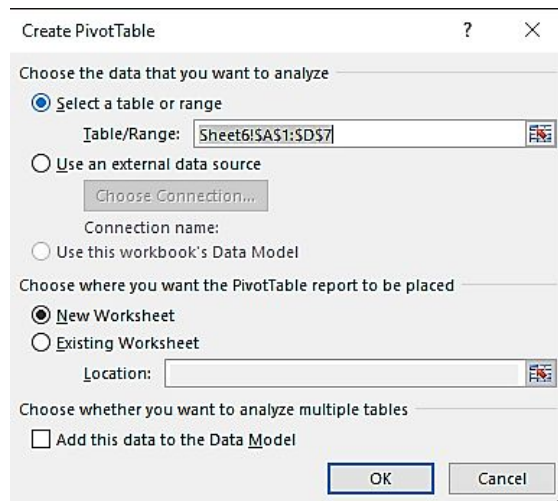 Create PivotTable ?
Choose the data that you want to analyze
Select a table or range
Table/Range: Sheet6!$A$1:$D$7
Use an external data source
Choose Connection...
Connection name:
Use this workbook's Data Model
Choose where you want the PivotTable report to be placed
New Worksheet
Existing Worksheet
Location:
Choose whether you want to analyze multiple tables
Add this data to the Data Model
OK Cancel